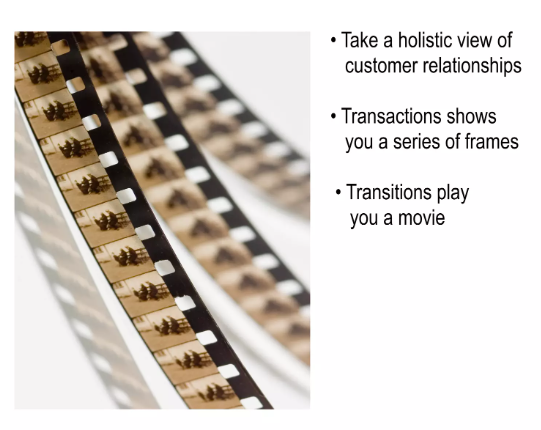 • Take a holistic view of
customer relationships
• Transactions shows
you a series of frames
• Transitions play
you a movie